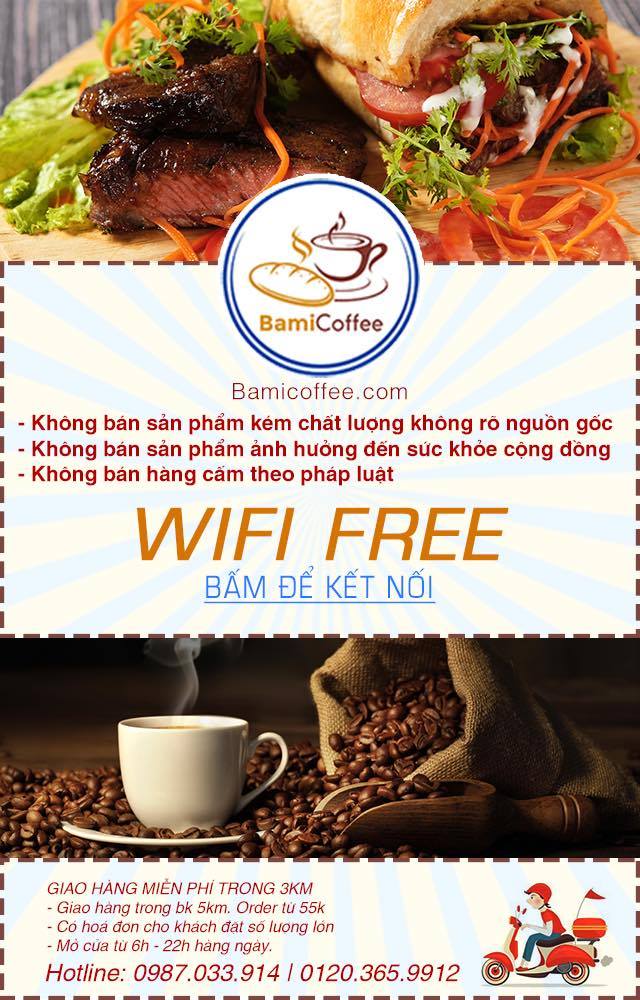 BamiCoffee
Bamicoffee.com
- Không bán sản phẩm kém chất lượng không rõ nguồn gốc
- Không bán sản phẩm ảnh hưởng đến sức khỏe cộng đồng
- Không bán hàng cấm theo pháp luật
WIFI FREE
BẤM ĐỂ KẾT NỐI
GIAO HÀNG MIỄN PHÍ TRONG 3KM
- Giao hàng trong bk 5km. Order từ 55k
- Có hoá đơn cho khách đặt số lượng lớn
- Mở cửa từ 6h - 22h hàng ngày.
Hotline: 0987.033.914 | 0120.365.9912